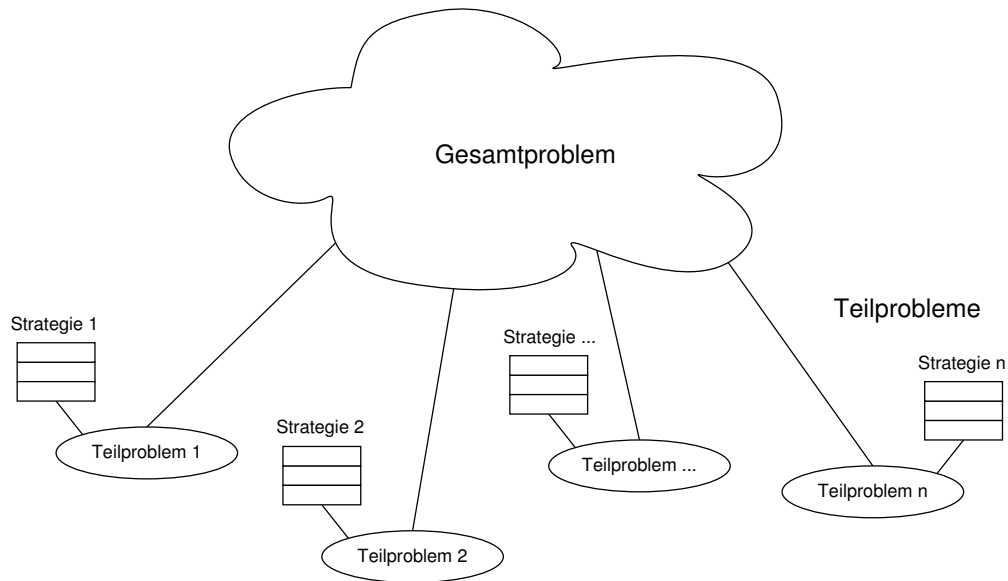 Gesamtproblem
Teilprobleme
Strategie 1
Strategie ...
Strategie n
Strategie 2
Teilproblem 1
Teilproblem ...
Teilproblem n
Teilproblem 2